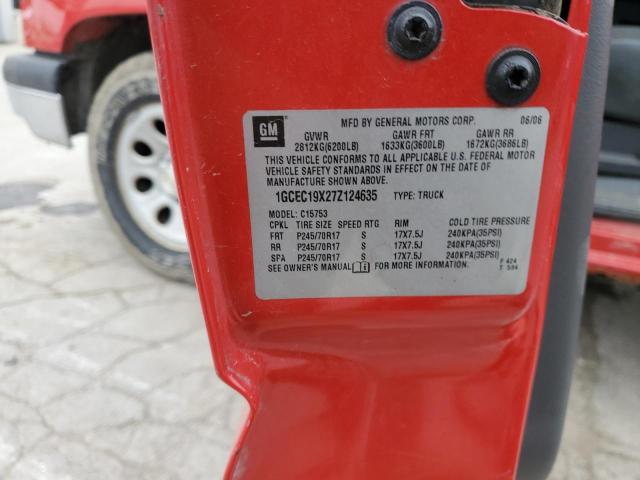 GM MFD BY GENERAL MOTORS CORP. 06/06
GVWR GAWR FRT GAWR RR
2812KG(6200LB) 1633KG(3600LB) 1672KG(3686LB)
THIS VEHICLE CONFORMS TO ALL APPLICABLE U.S. FEDERAL MOTOR
VEHICLE SAFETY STANDARDS IN EFFECT ON THE DATE OF
MANUFACTURE SHOWN ABOVE.
1GCEC19X27Z124635 TYPE: TRUCK
MODEL: C15753
CPKL TIRE SIZE SPEED RTG RIM COLD TIRE PRESSURE
FRT P245/70R17 S 17X7.5J 240KPA(35PSI)
RR P245/70R17 S 17X7.5J 240KPA(35PSI)
SPA P245/70R17 S 17X7.5J 240KPA(35PSI)
SEE OWNER'S MANUAL FOR MORE INFORMATION.
F 424
T 594